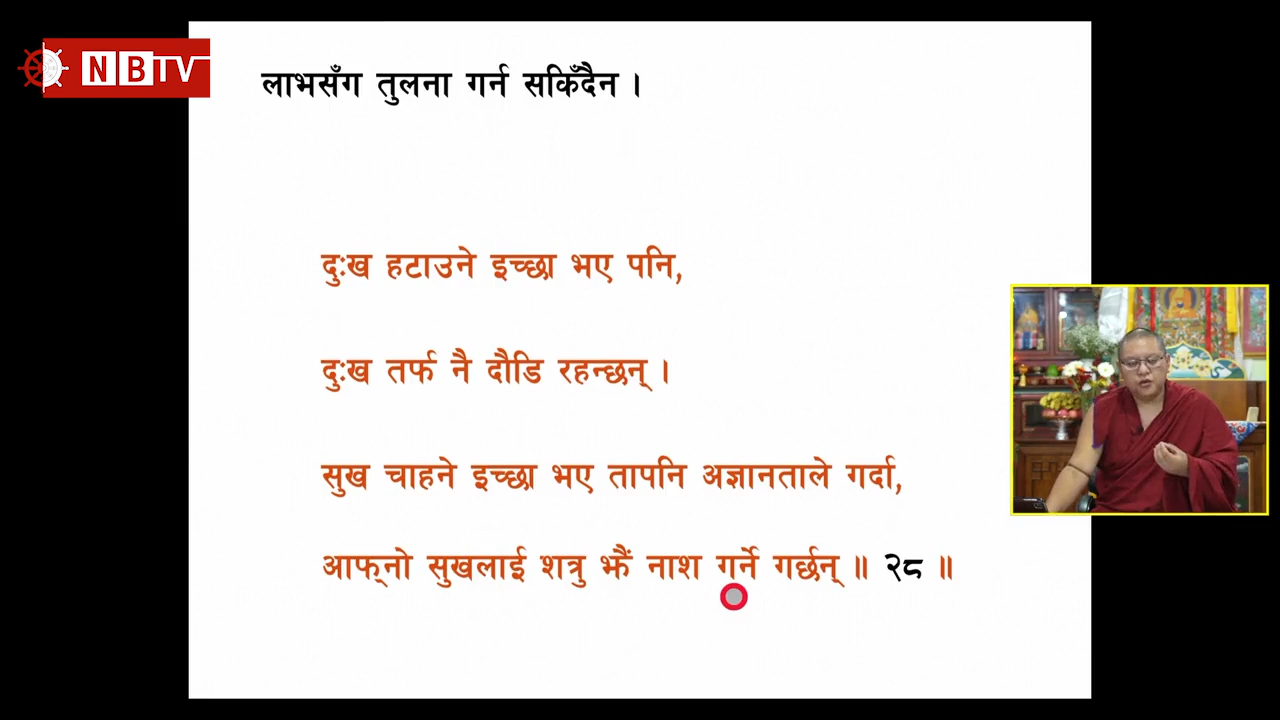 NBTV
लाभसँग तुलना गर्न सकिँदैन ।
दुःख हटाउने इच्छा भए पनि,
दुःख तर्फ नै दौडि रहन्छन् ।
सुख चाहने इच्छा भए तापनि अज्ञानताले गर्दा,
आफ्‌नो सुखलाई शत्रु झैं नाश गर्ने गर्छन् ॥ २८ ॥